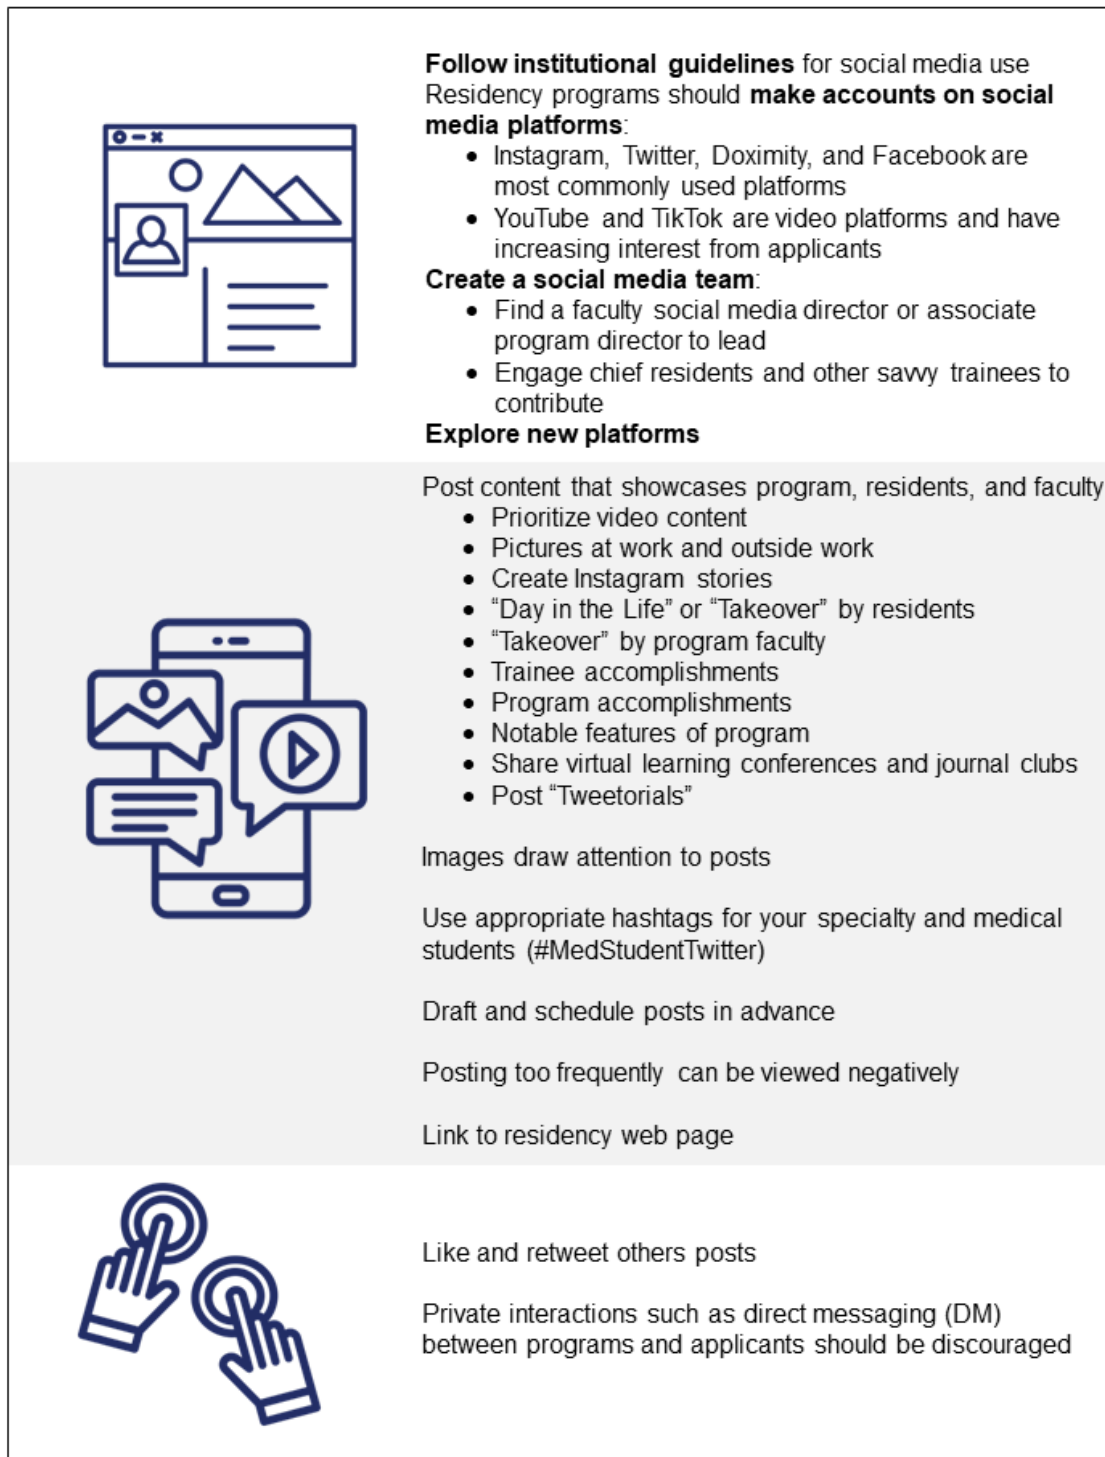 Follow institutional guidelines for social media use
Residency programs should make accounts on social
media platforms:
• Instagram, Twitter, Doximity, and Facebook are
most commonly used platforms
• YouTube and TikTok are video platforms and have
increasing interest from applicants
Create a social media team:
• Find a faculty social media director or associate
program director to lead
• Engage chief residents and other savvy trainees to
contribute
Explore new platforms
Post content that showcases program, residents, and faculty
• Prioritize video content
• Pictures at work and outside work
• Create Instagram stories
• “Day in the Life” or “Takeover” by residents
• “Takeover” by program faculty
• Trainee accomplishments
• Program accomplishments
• Notable features of program
• Share virtual learning conferences and journal clubs
• Post “Tweetorials”
Images draw attention to posts
Use appropriate hashtags for your specialty and medical
students (#MedStudentTwitter)
Draft and schedule posts in advance
Posting too frequently can be viewed negatively
Link to residency web page
Like and retweet others posts
Private interactions such as direct messaging (DM)
between programs and applicants should be discouraged